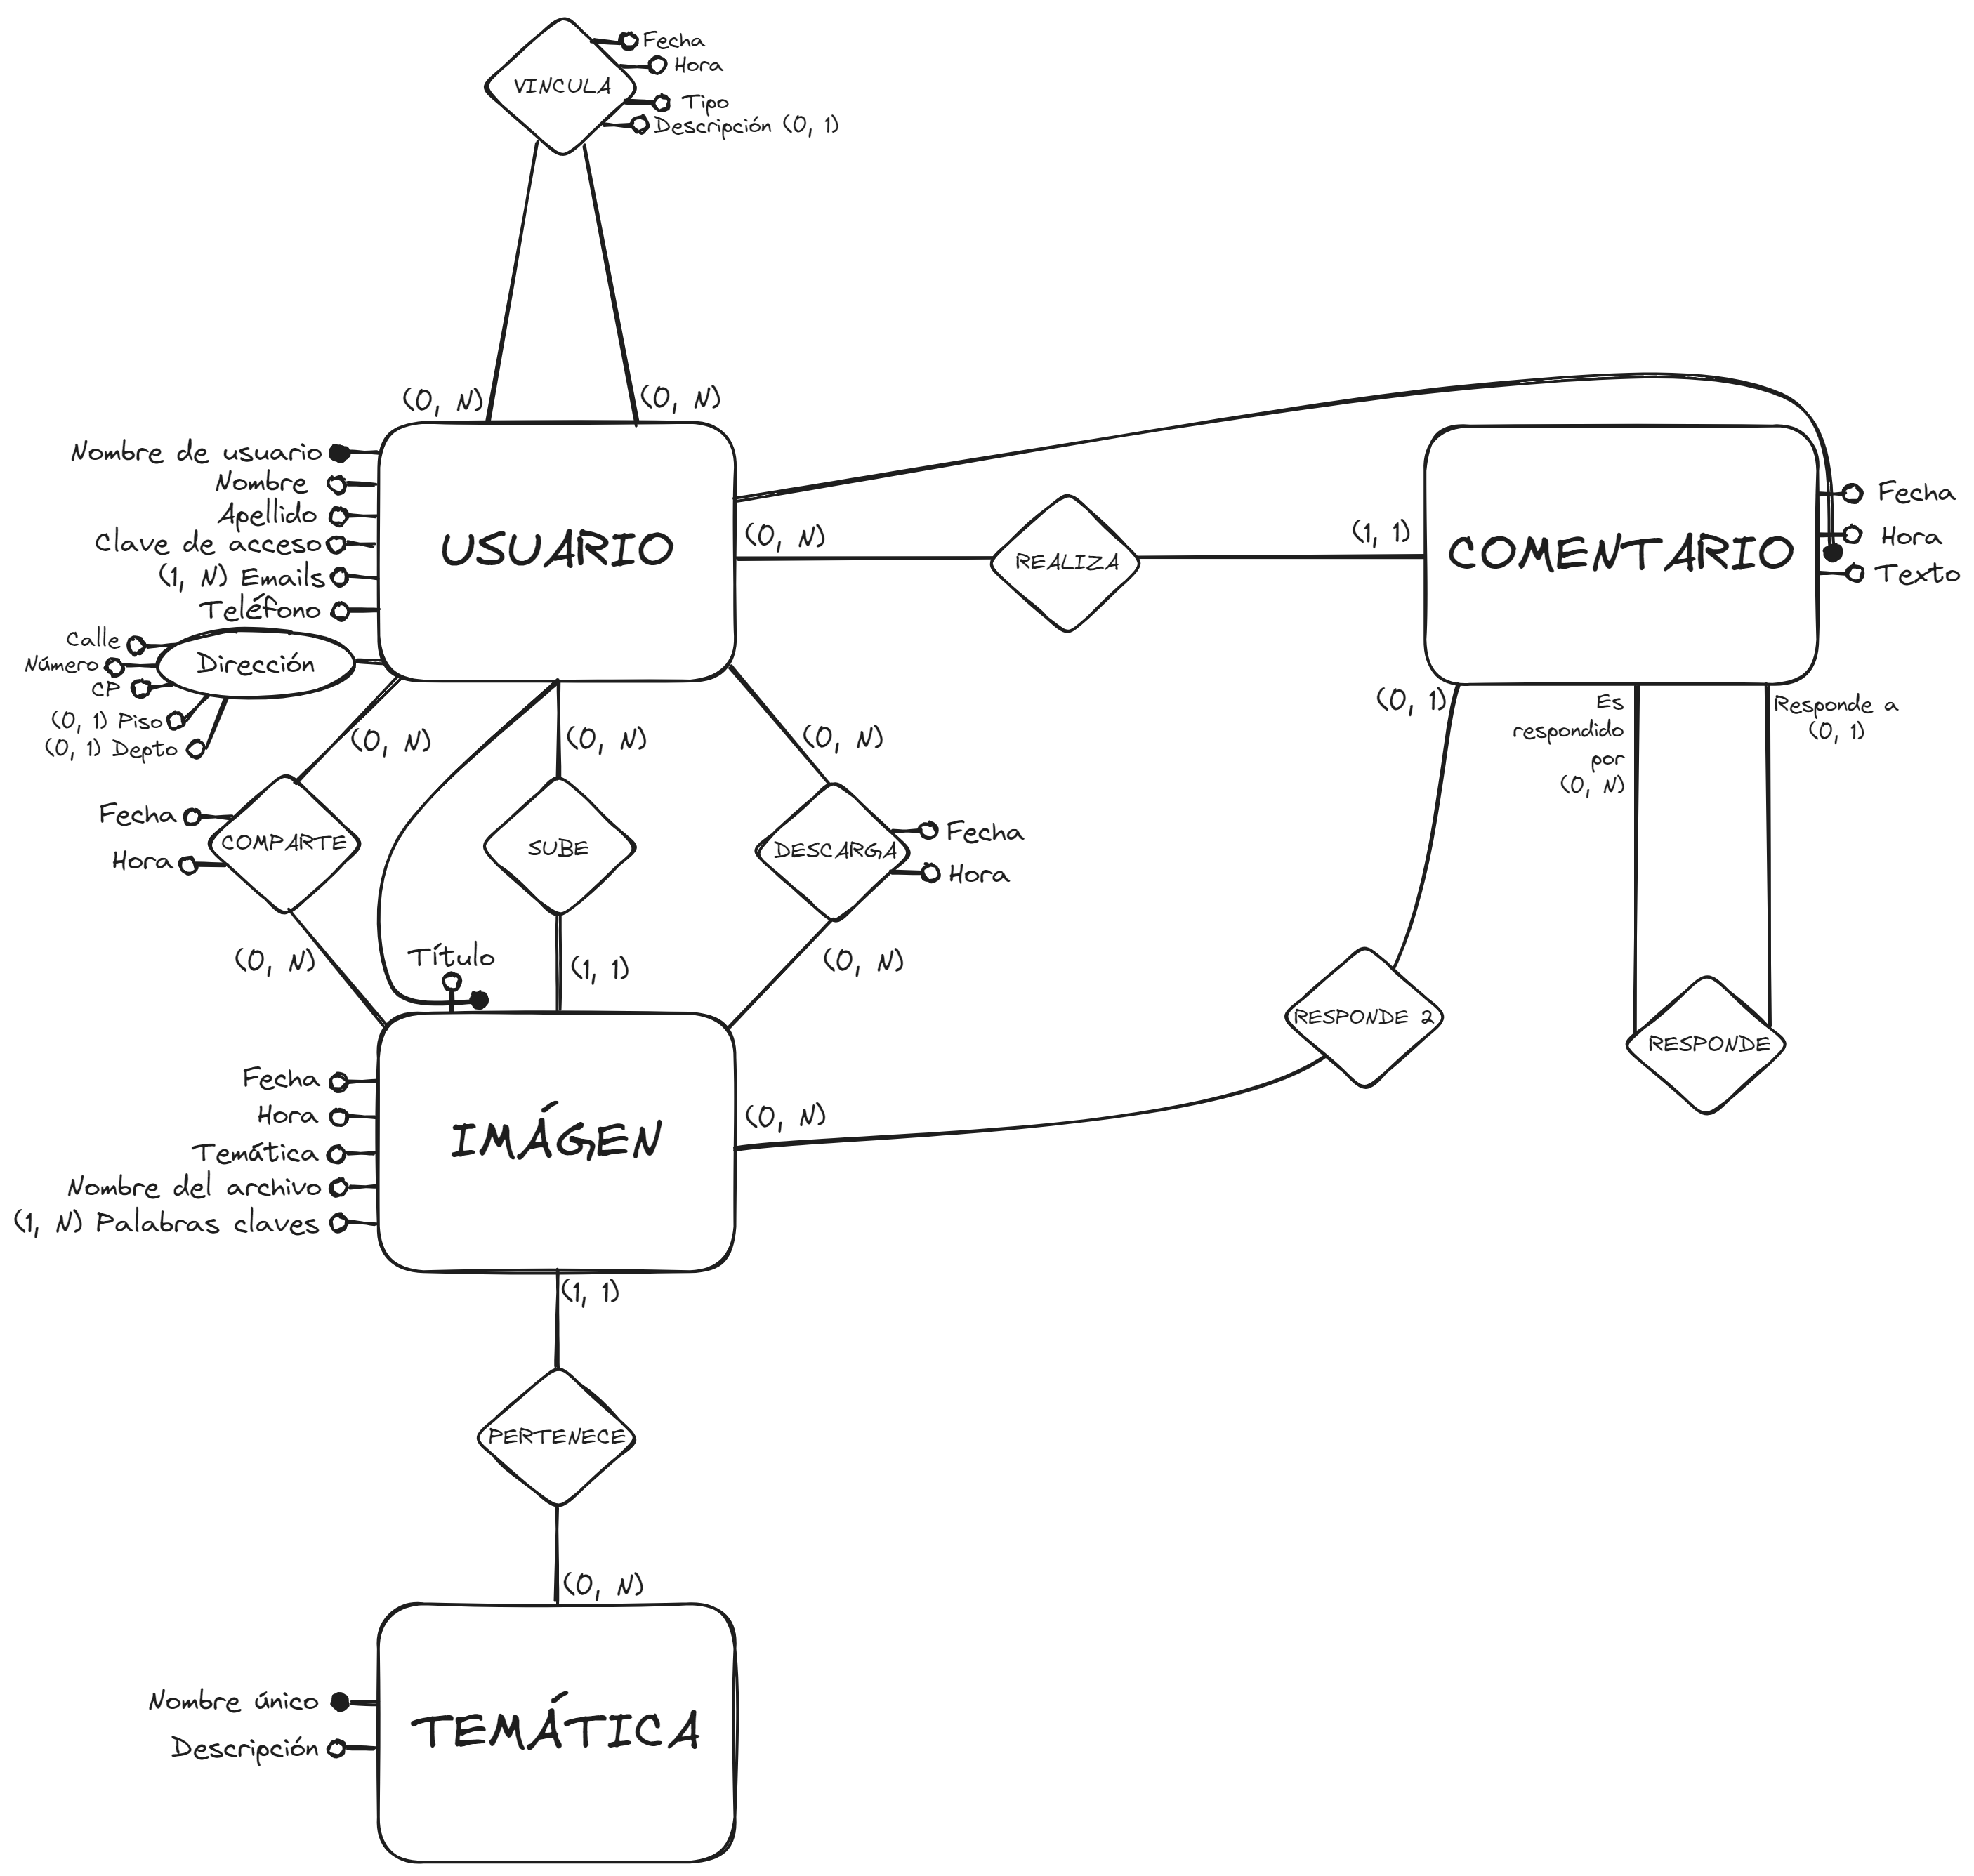 Fecha
Hora
VINCULA
Tipo
Descripción (0, 1)
(0, N)
(0, N)
Nombre de usuario
Nombre
Apellido
Clave de acceso
(1, N) Emails
Teléfono
Calle
Número
CP
(0, 1) Piso
(0, 1) Depto
Dirección
USUARIO
(0, N)
REALIZA
(1, 1)
COMENTARIO
Fecha
Hora
Texto
(0, 1)
Es
respondido
por
(0, N)
Responde a
(0, 1)
(0, N)
(0, N)
(0, N)
Fecha
Hora
COMPARTE
SUBE
DESCARGA
Fecha
Hora
(0, N)
Título
(1, 1)
(0, N)
RESPONDE 2
RESPONDE
Fecha
Hora
Temática
Nombre del archivo
(1, N) Palabras claves
IMÁGEN
(0, N)
(1, 1)
PERTENECE
(0, N)
Nombre único
Descripción
TEMÁTICA